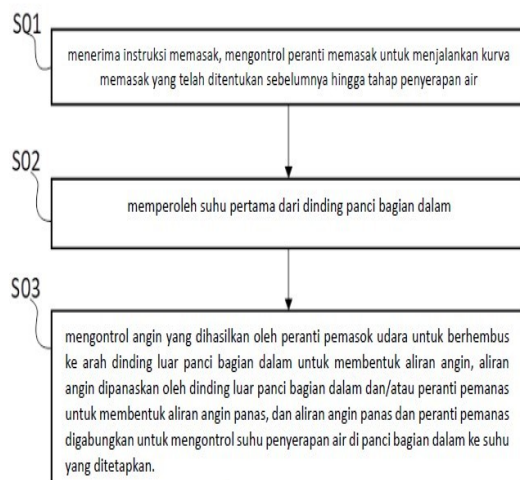 S01
menerima instruksi memasak, mengontrol peranti memasak untuk menjalankan kurva
memasak yang telah ditentukan sebelumnya hingga tahap penyerapan air
S02
memperoleh suhu pertama dari dinding panci bagian dalam
S03
mengontrol angin yang dihasilkan oleh peranti pemasok udara untuk berhembus
ke arah dinding luar panci bagian dalam untuk membentuk aliran angin, aliran
angin dipanaskan oleh dinding luar panci bagian dalam dan/atau peranti pemanas
untuk membentuk aliran angin panas, dan aliran angin panas dan peranti pemanas
digabungkan untuk mengontrol suhu penyerapan air di panci bagian dalam ke suhu
yang ditetapkan.